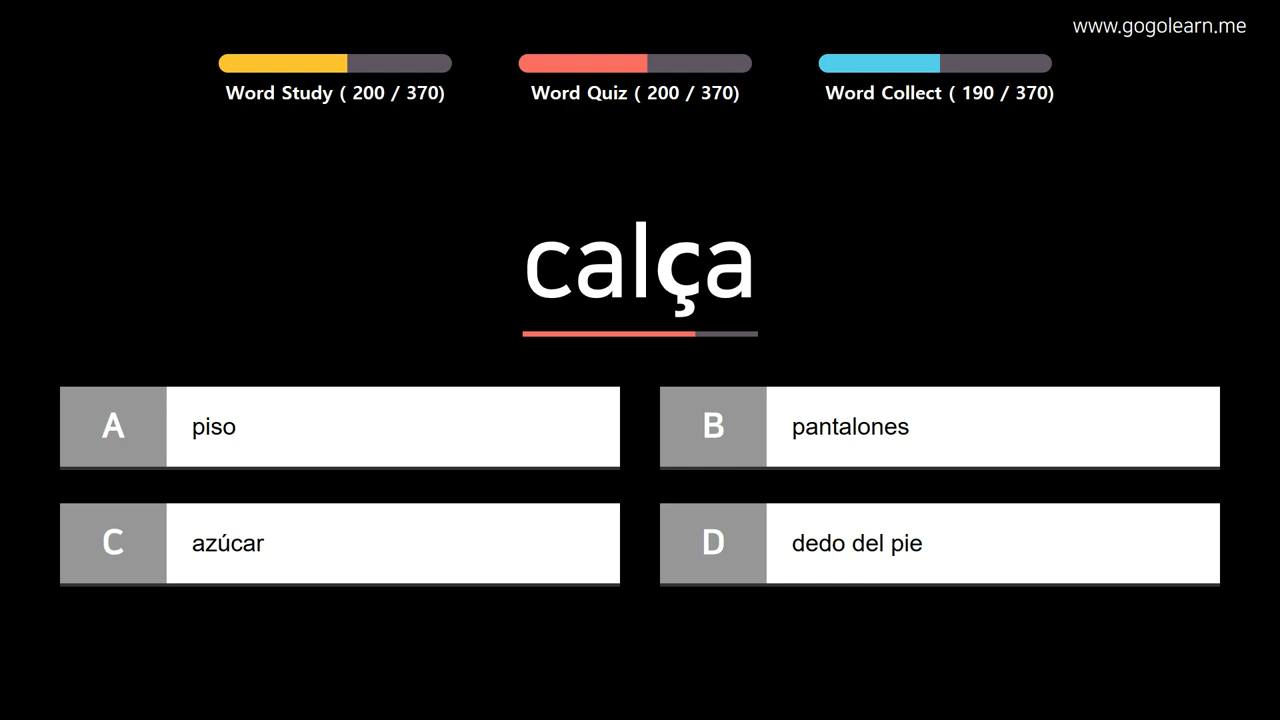 www.gogolearn.me
Word Study ( 200 / 370)
Word Quiz ( 200 / 370)
Word Collect ( 190 / 370)
calça
A piso
B pantalones
C azúcar
D dedo del pie